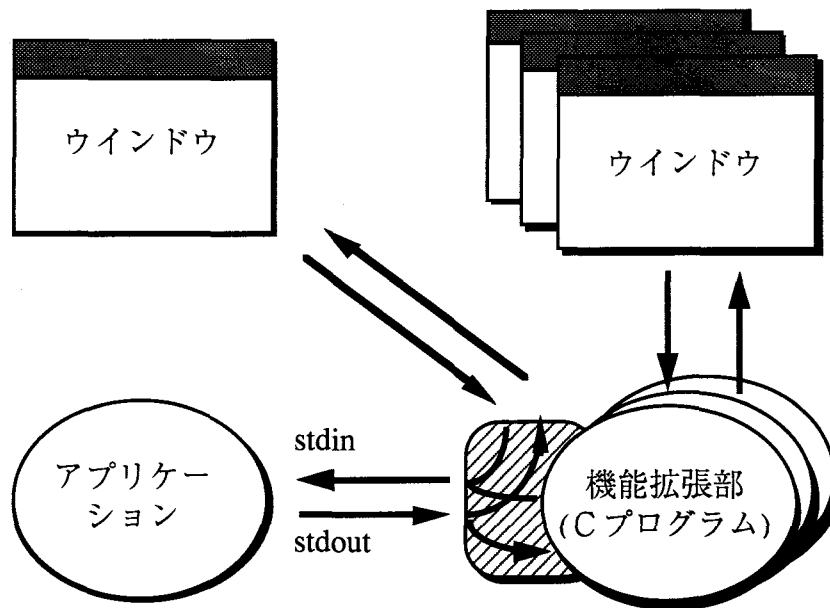 ウインドウ
ウインドウ
stdin
アプリケー
ション
stdout
機能拡張部
(Cプログラム)